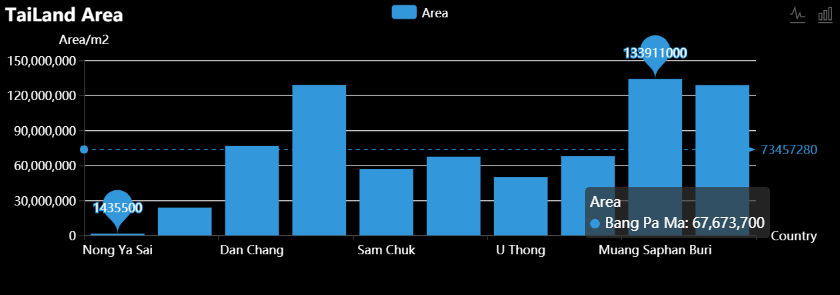 TaiLand Area
Area
Area/m2
150,000,000
120,000,000
90,000,000
60,000,000
30,000,000
0
1435500
133911000
73457280
Area
Bang Pa Ma: 67,673,700
Nong Ya Sai
Dan Chang
Sam Chuk
U Thong
Muang Saphan Buri
Country